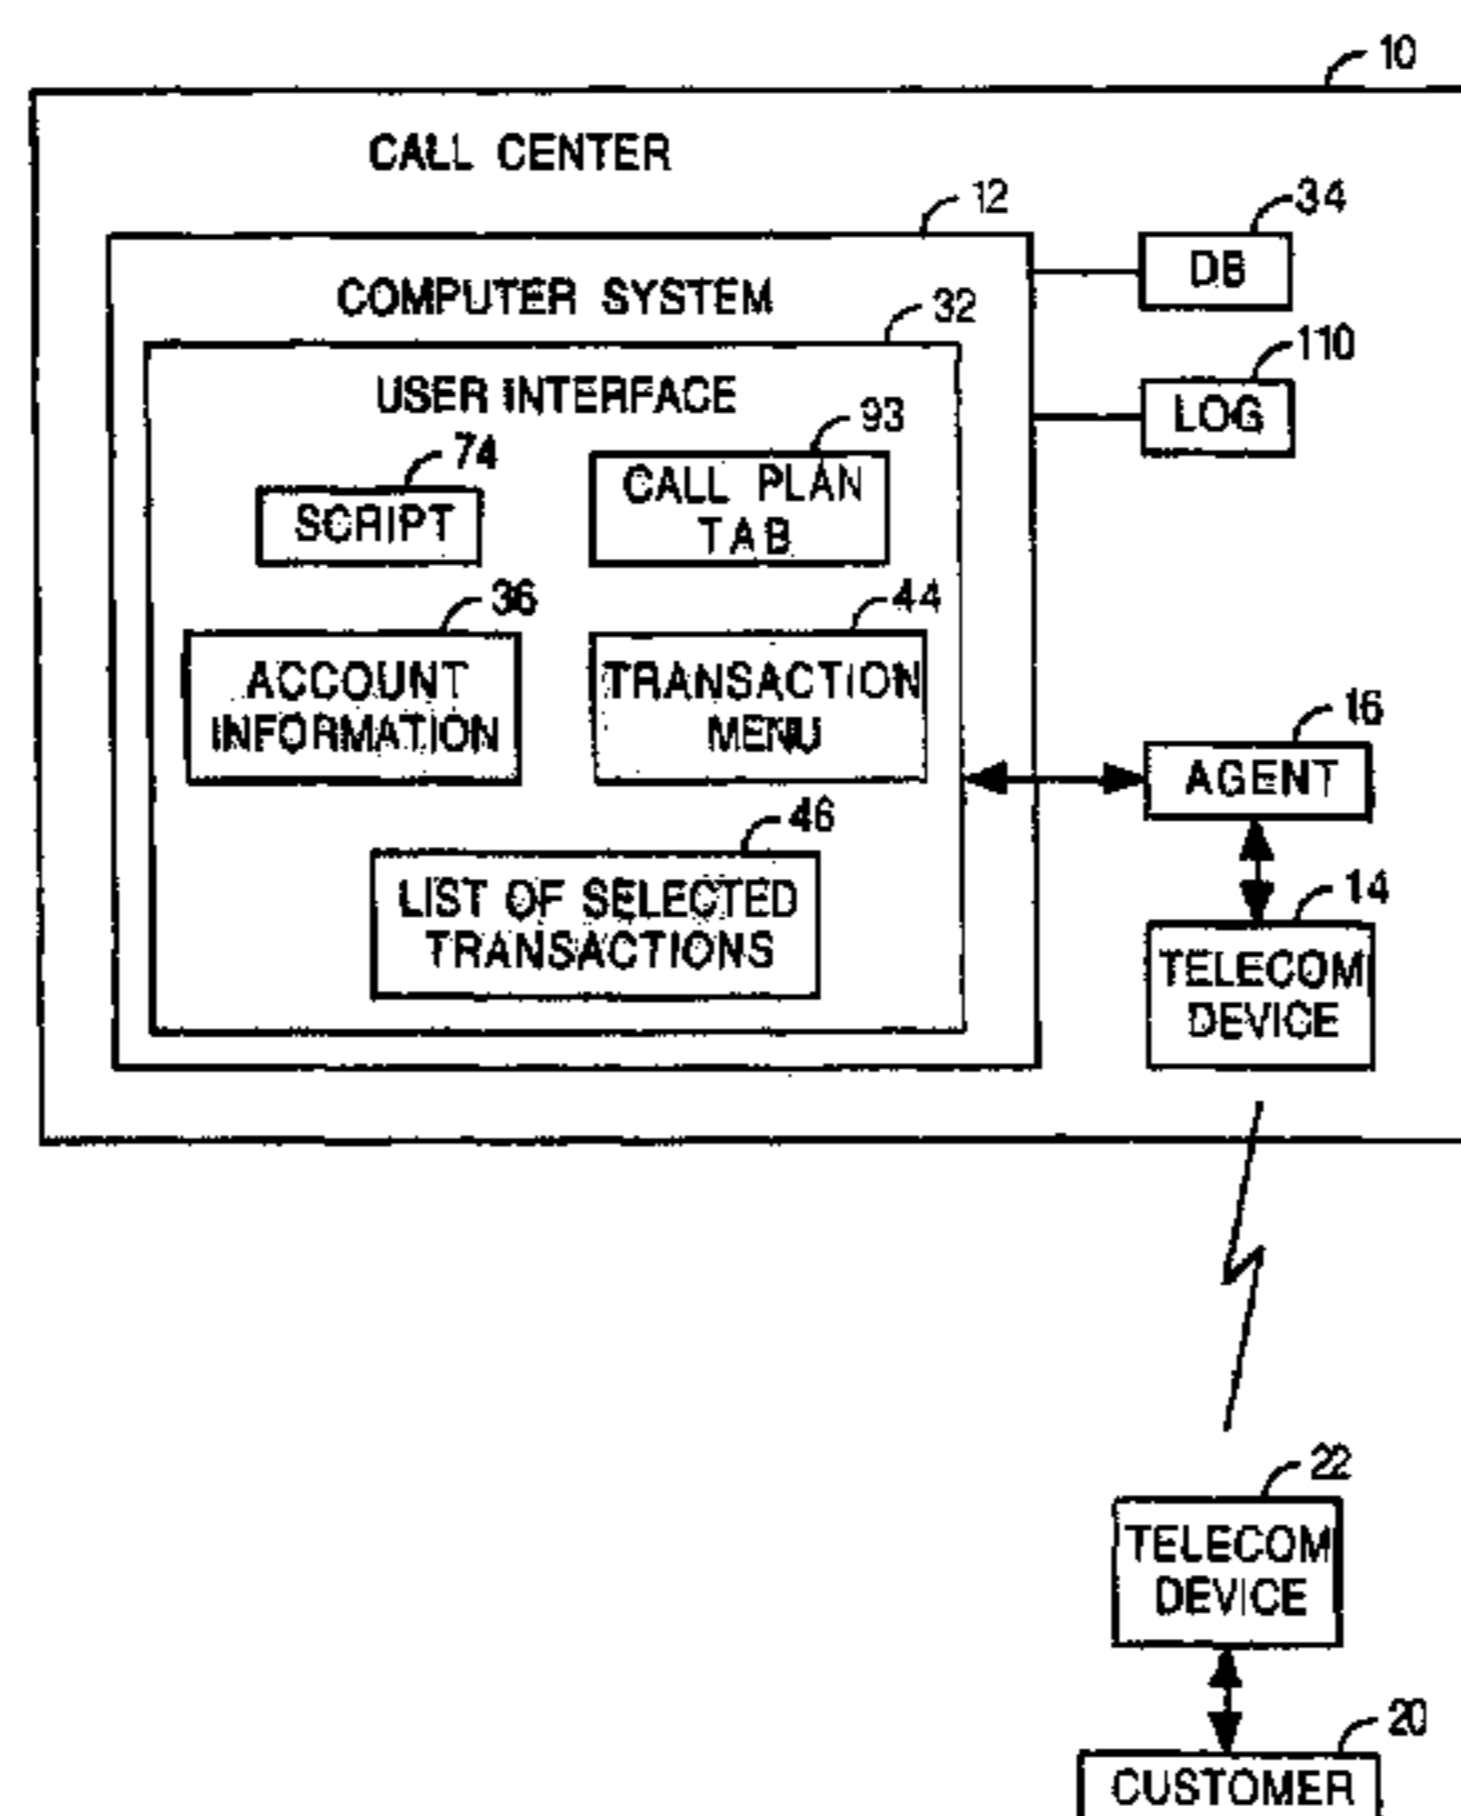 10
CALL CENTER
12
34
COMPUTER SYSTEM
DB
32
110
USER INTERFACE
LOG
93
74
CALL PLAN
TAB
SCRIPT
36
44
ACCOUNT
INFORMATION
TRANSACTION
MENU
16
AGENT
46
LIST OF SELECTED
TRANSACTIONS
14
TELECOM
DEVICE
22
TELECOM
DEVICE
20
CUSTOMER